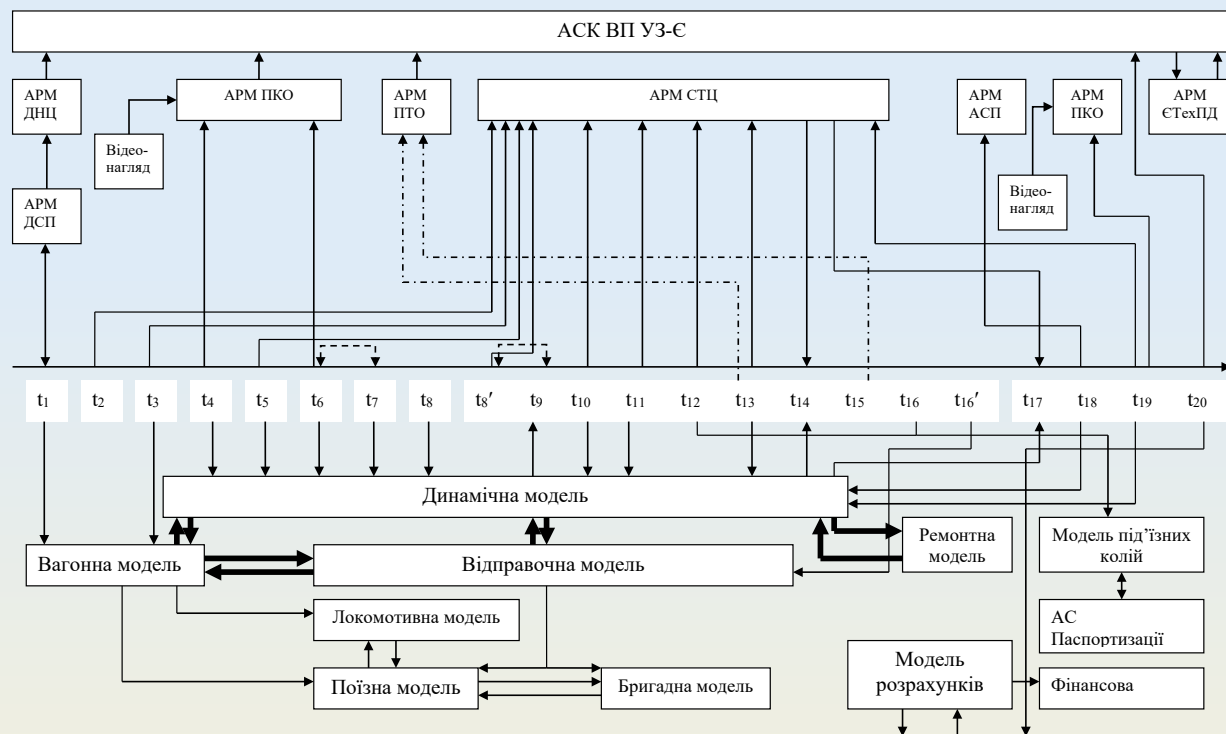 АСК ВП УЗ-Є
АРМ
ДНЦ
АРМ ПКО
АРМ
ПТО
АРМ СТЦ
АРМ
АСП
АРМ
ПКО
АРМ
ЄТехПД
Відео-
нагляд
Відео-
нагляд
АРМ
ДСП
t1 t2 t3 t4 t5 t6 t7 t8 t8′ t9 t10 t11 t12 t13 t14 t15 t16 t16′ t17 t18 t19 t20
Динамічна модель
Вагонна модель
Відправочна модель
Ремонтна
модель
Модель під’їзних
колій
Локомотивна модель
АС
Паспортизації
Поїзна модель
Бригадна модель
Модель
розрахунків
Фінансова